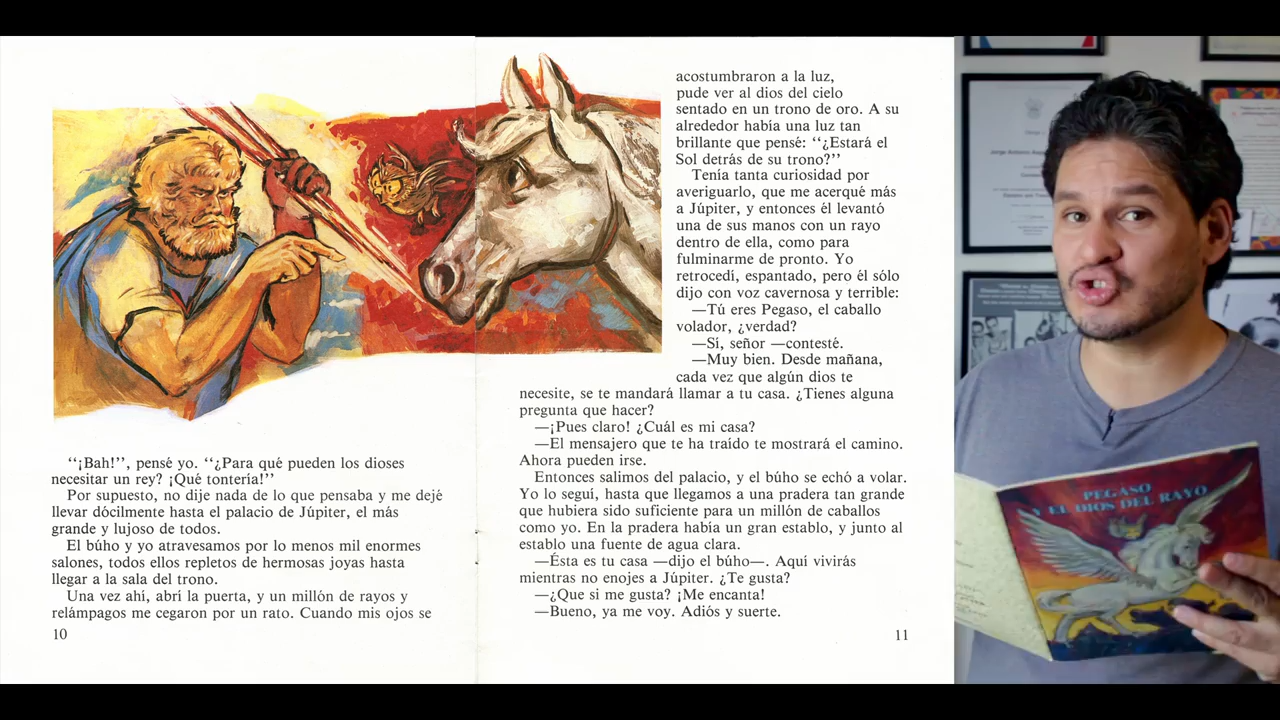 “¡Bah!”, pensé yo. “¿Para qué pueden los dioses
necesitar un rey? ¡Qué tontería!”
Por supuesto, no dije nada de lo que pensaba y me dejé
llevar dócilmente hasta el palacio de Júpiter, el más
grande y lujoso de todos.
El búho y yo atravesamos por lo menos mil enormes
salones, todos ellos repletos de hermosas joyas hasta
llegar a la sala del trono.
Una vez ahí, abrí la puerta, y un millón de rayos y
relámpagos me cegaron por un rato. Cuando mis ojos se
10
acostumbraron a la luz,
pude ver al dios del cielo
sentado en un trono de oro. A su
alrededor había una luz tan
brillante que pensé: “¿Estará el
Sol detrás de su trono?”
Tenía tanta curiosidad por
averiguarlo, que me acerqué más
a Júpiter, y entonces él levantó
una de sus manos con un rayo
dentro de ella, como para
fulminarme de pronto. Yo
retrocedí, espantado, pero él sólo
dijo con voz cavernosa y terrible:
—Tú eres Pegaso, el caballo
volador, ¿verdad?
—Sí, señor —contesté.
—Muy bien. Desde mañana,
cada vez que algún dios te
necesite, se te mandará llamar a tu casa. ¿Tienes alguna
pregunta que hacer?
—¡Pues claro! ¿Cuál es mi casa?
—El mensajero que te ha traído te mostrará el camino.
Ahora pueden irse.
Entonces salimos del palacio, y el búho se echó a volar.
Yo lo seguí, hasta que llegamos a una pradera tan grande
que hubiera sido suficiente para un millón de caballos
como yo. En la pradera había un gran establo, y junto al
establo una fuente de agua clara.
—Ésta es tu casa —dijo el búho—. Aquí vivirás
mientras no enojes a Júpiter. ¿Te gusta?
—¿Que si me gusta? ¡Me encanta!
—Bueno, ya me voy. Adiós y suerte.
11
PEGASO
Y EL DIOS DEL RAYO